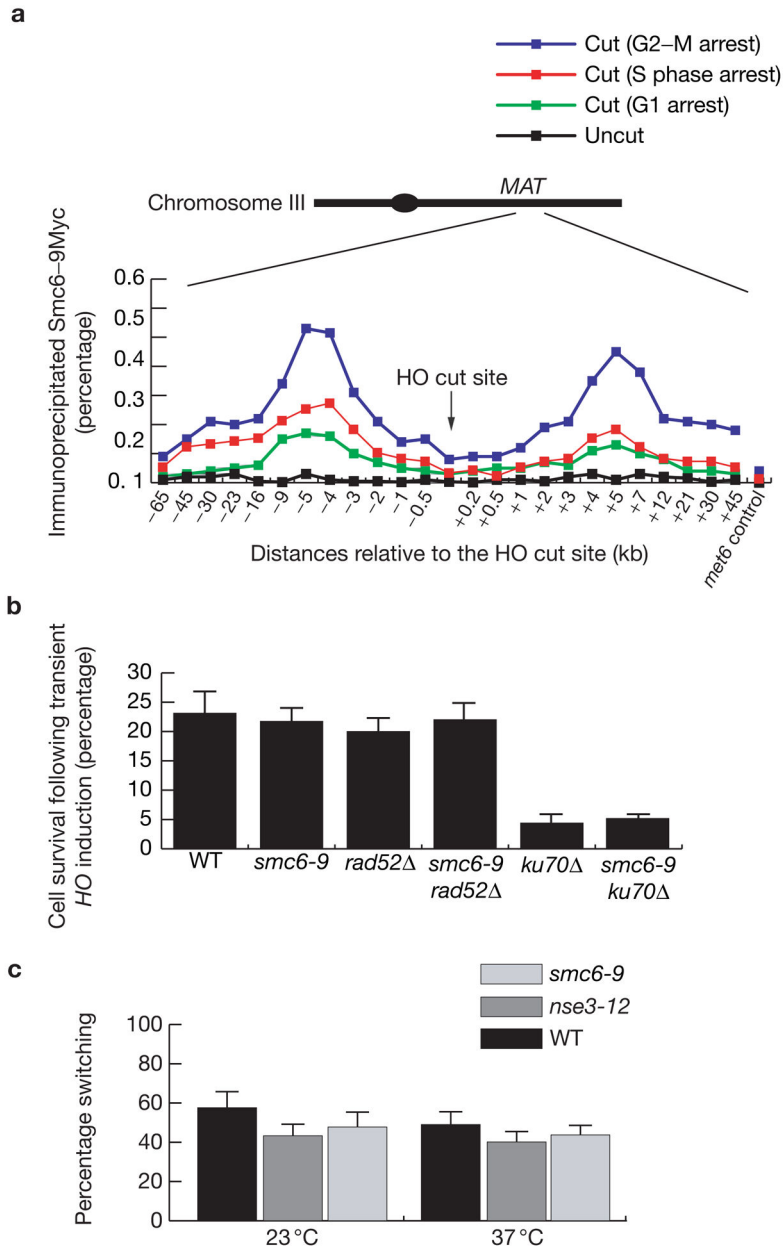 a
Cut (G2–M arrest)
Cut (S phase arrest)
Cut (G1 arrest)
Uncut
MAT
Chromosome III
Immunoprecipitated Smc6–9Myc
(percentage)
0.6
0.5
0.4
0.3
0.2
0.1
HO cut site
–65
–45
–30
–23
–16
–9
–5
–4
–3
–2
–1
–0.5
+0.2
+0.5
+1
+2
+3
+4
+5
+7
+12
+21
+30
+45
met6 control
Distances relative to the HO cut site (kb)
b
Cell survival following transient
HO induction (percentage)
30
25
20
15
10
5
0
WT
smc6-9
rad52Δ
smc6-9
rad52Δ
ku70Δ
smc6-9
ku70Δ
c
smc6-9
nse3-12
WT
Percentage switching
100
80
60
40
20
0
23 °C
37 °C